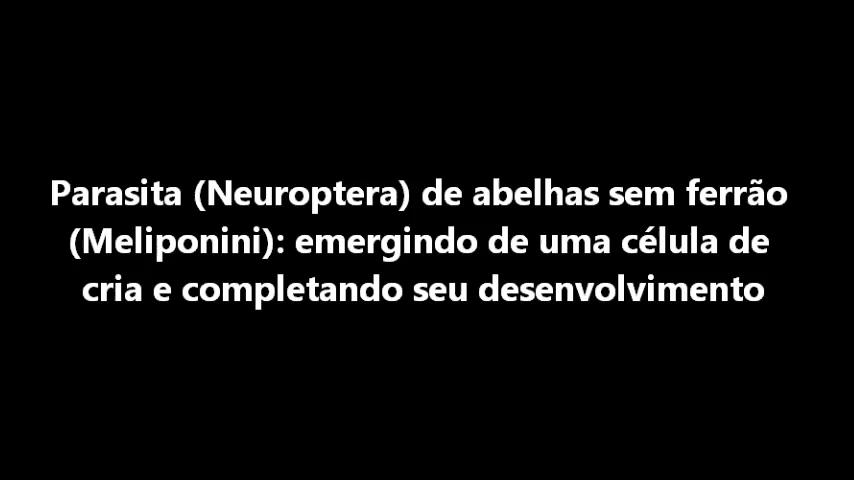 Parasita (Neuroptera) de abelhas sem ferrão
(Meliponini): emergindo de uma célula de
cria e completando seu desenvolvimento